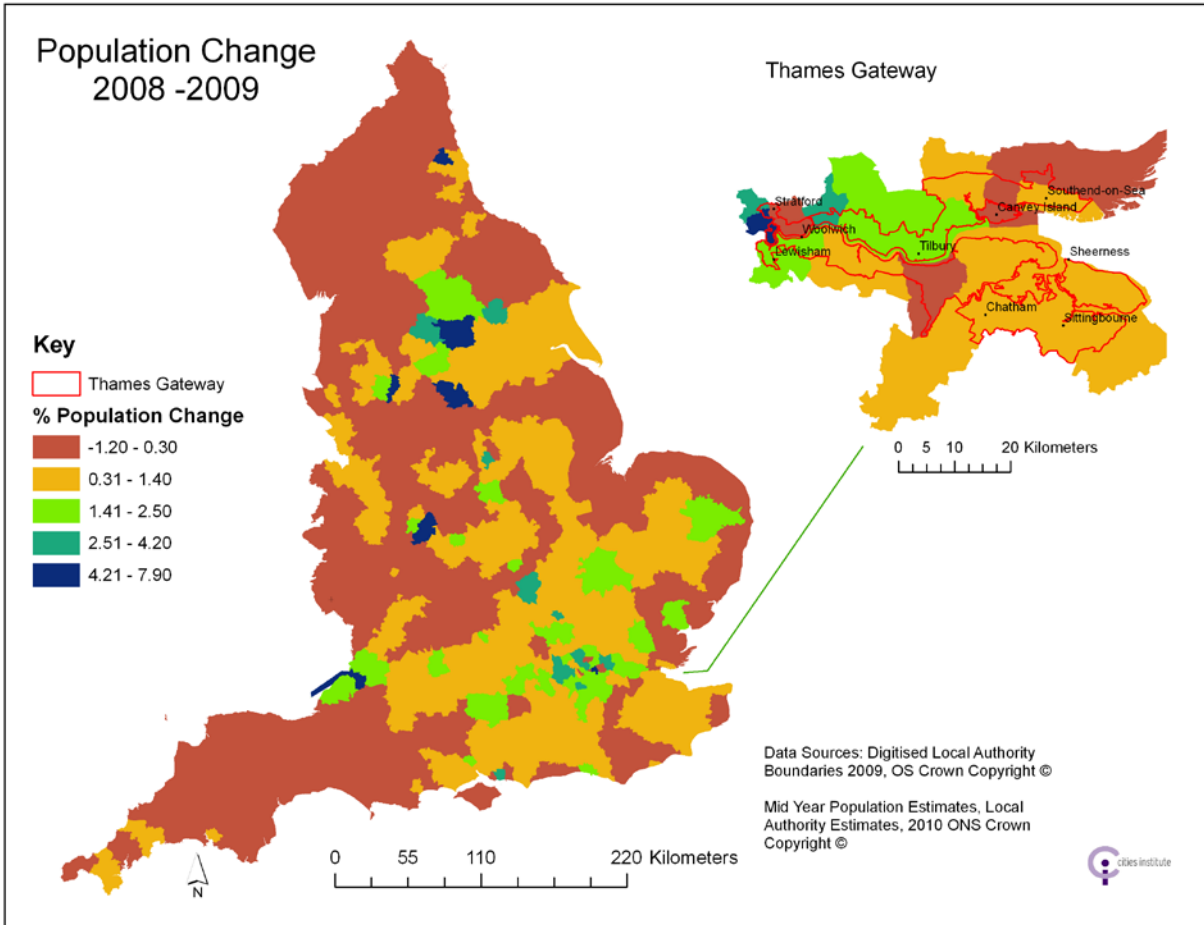 Population Change
2008 -2009
Thames Gateway
Stratford
Southend-on-Sea
Canvey Island
Woolwich
Lewisham
Tilbury
Sheerness
Chatham
Sittingbourne
0 5 10 20 Kilometers
Key
Thames Gateway
% Population Change
-1.20 - 0.30
0.31 - 1.40
1.41 - 2.50
2.51 - 4.20
4.21 - 7.90
Data Sources: Digitised Local Authority
Boundaries 2009, OS Crown Copyright ©
Mid Year Population Estimates, Local
Authority Estimates, 2010 ONS Crown
Copyright ©
N
0 55 110 220 Kilometers
cities institute